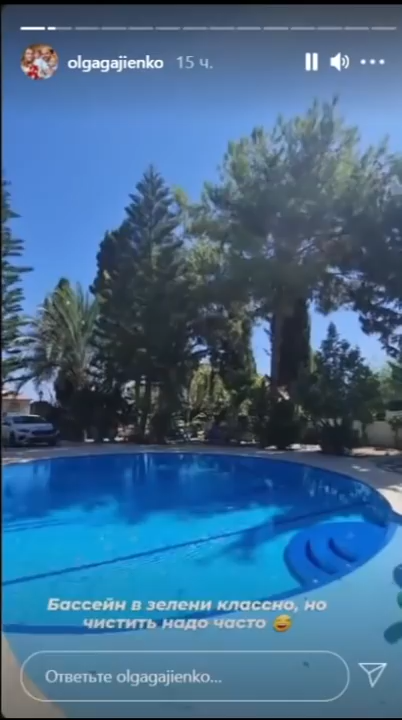 olgagajienko 15 ч.
Бассейн в зелени классно, но
чистить надо часто 😅
Ответьте olgagajienko...